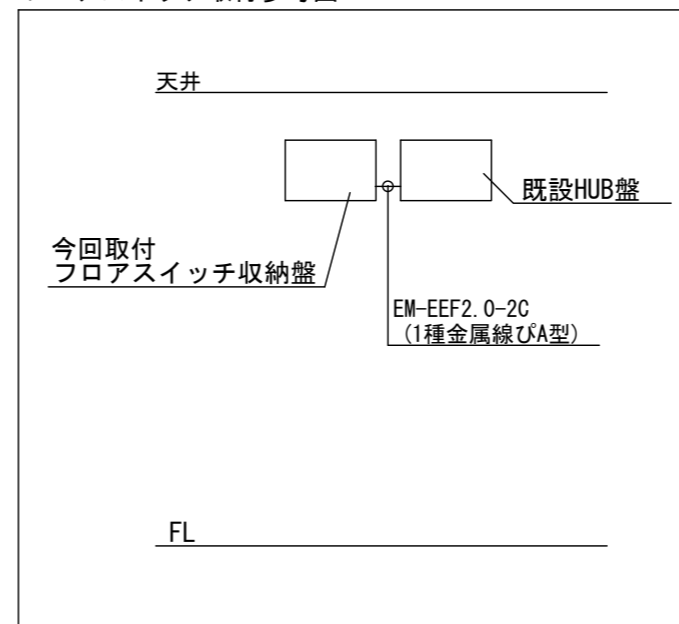 天井
既設HUB盤
今回取付
フロアスイッチ収納盤
EM-EEF2.0-2C
(1種金属線ぴA型)
FL